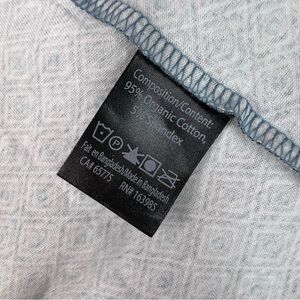 Composition/Content:
95% Organic Cotton,
5% Spandex
Fait en Bangladesh/Made in Bangladesh
CA# 65775 RN# 163985